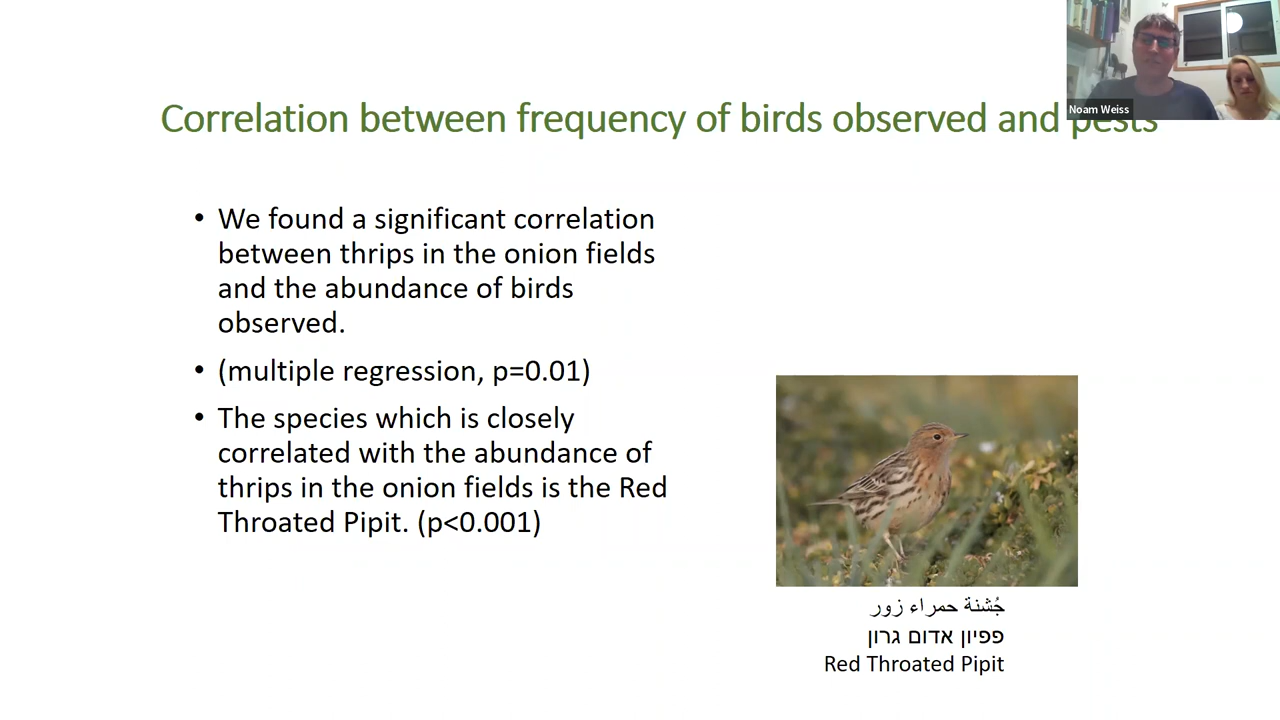 Noam Weiss
Correlation between frequency of birds observed and pests
• We found a significant correlation
between thrips in the onion fields
and the abundance of birds
observed.
• (multiple regression, p=0.01)
• The species which is closely
correlated with the abundance of
thrips in the onion fields is the Red
Throated Pipit. (p<0.001)
جُشنة حمراء زور
פפיון אדום גרון
Red Throated Pipit